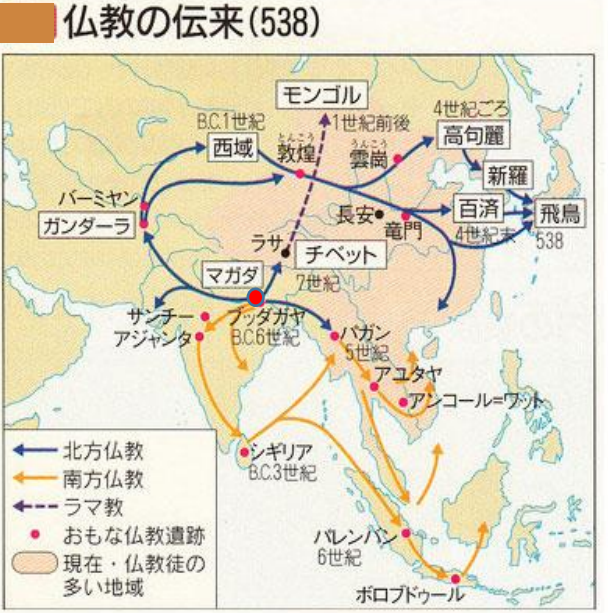 仏教の伝来(538)
モンゴル
B.C.1世紀
1世紀前後
4世紀ごろ
西域
とんこう
敦煌
うんこう
雲崗
高句麗
新羅
バーミヤン
ガンダーラ
長安
竜門
百済
飛鳥
4世紀末
538
ラサ
チベット
7世紀
マガダ
サンチー
アジャンタ
ブッダガヤ
B.C.6世紀
パガン
5世紀
アユタヤ
アンコール=ワット
シギリア
B.C.3世紀
パレンバン
6世紀
ボロブドゥール
北方仏教
南方仏教
ラマ教
おもな仏教遺跡
現在・仏教徒の
多い地域